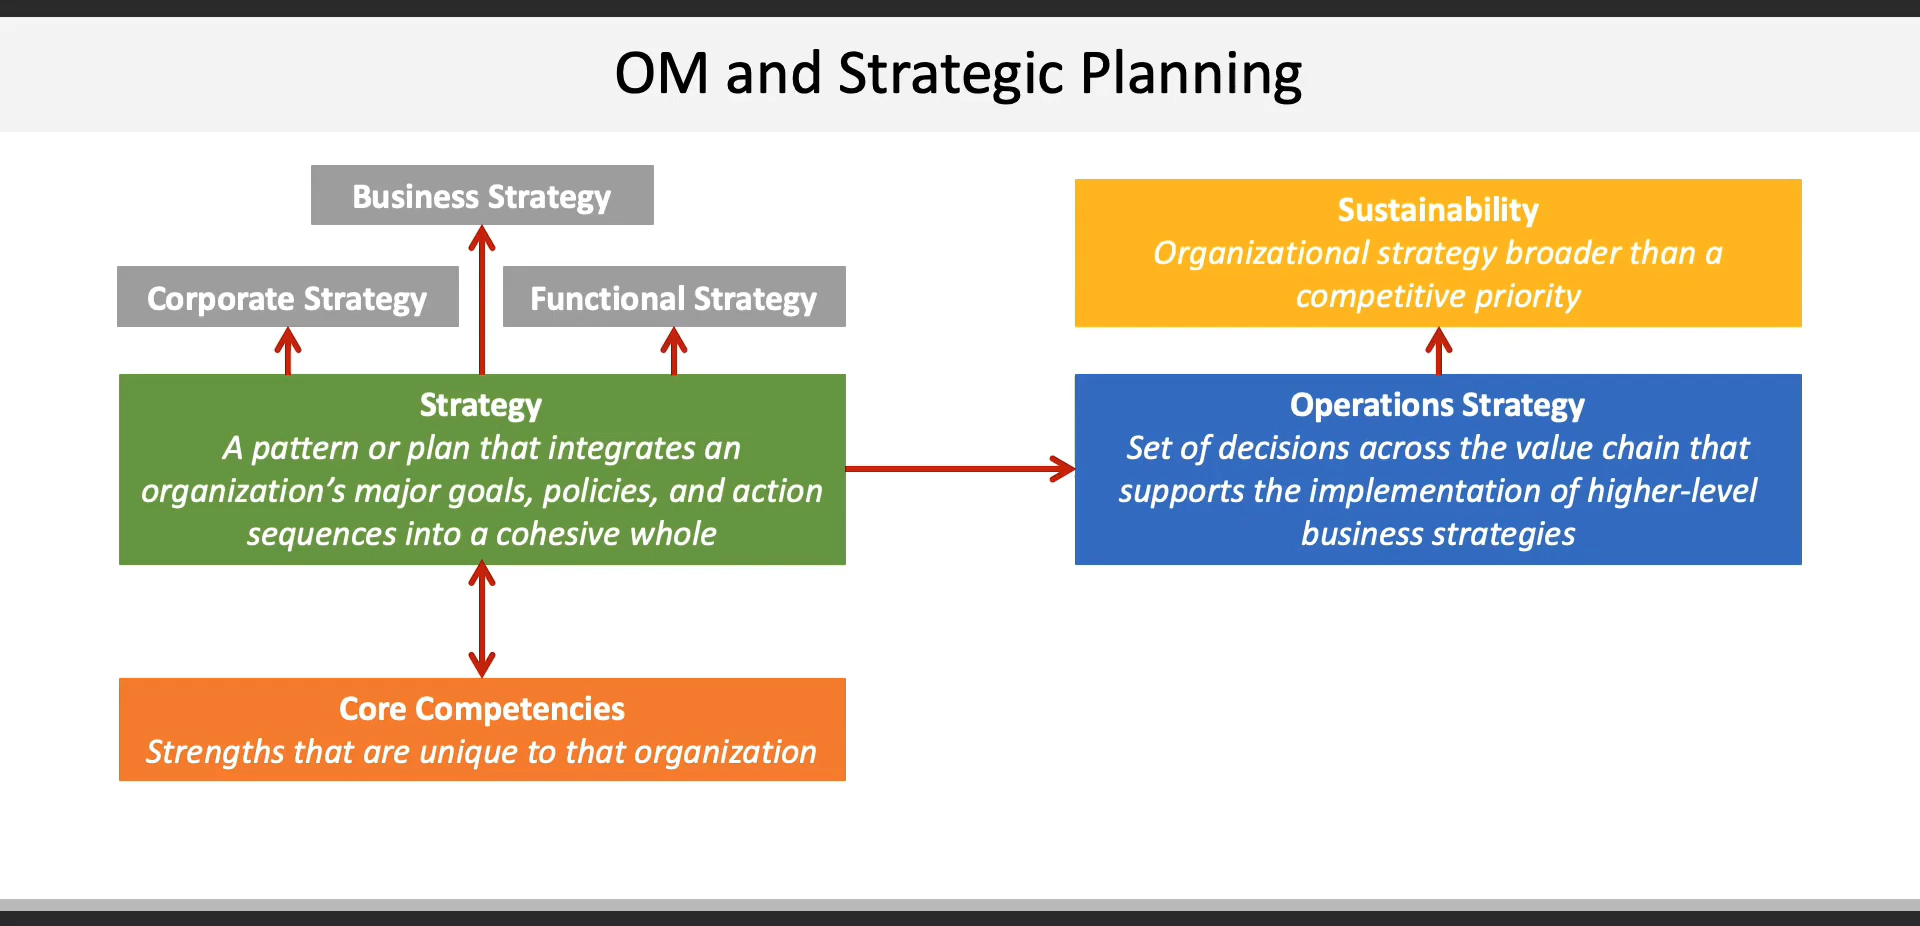 OM and Strategic Planning
Business Strategy
Corporate Strategy
Functional Strategy
Strategy
A pattern or plan that integrates an
organization's major goals, policies, and action
sequences into a cohesive whole
Core Competencies
Strengths that are unique to that organization
Sustainability
Organizational strategy broader than a
competitive priority
Operations Strategy
Set of decisions across the value chain that
supports the implementation of higher-level
business strategies